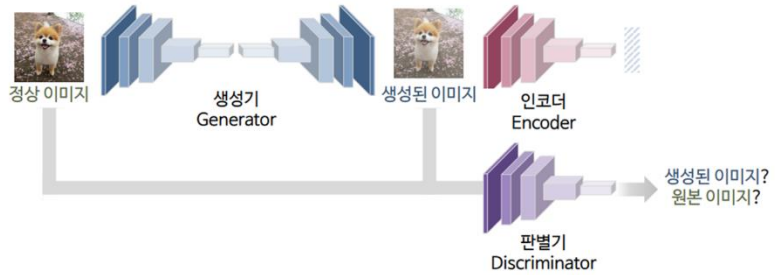 정상 이미지
생성기
Generator
생성된 이미지
인코더
Encoder
판별기
Discriminator
생성된 이미지?
원본 이미지?